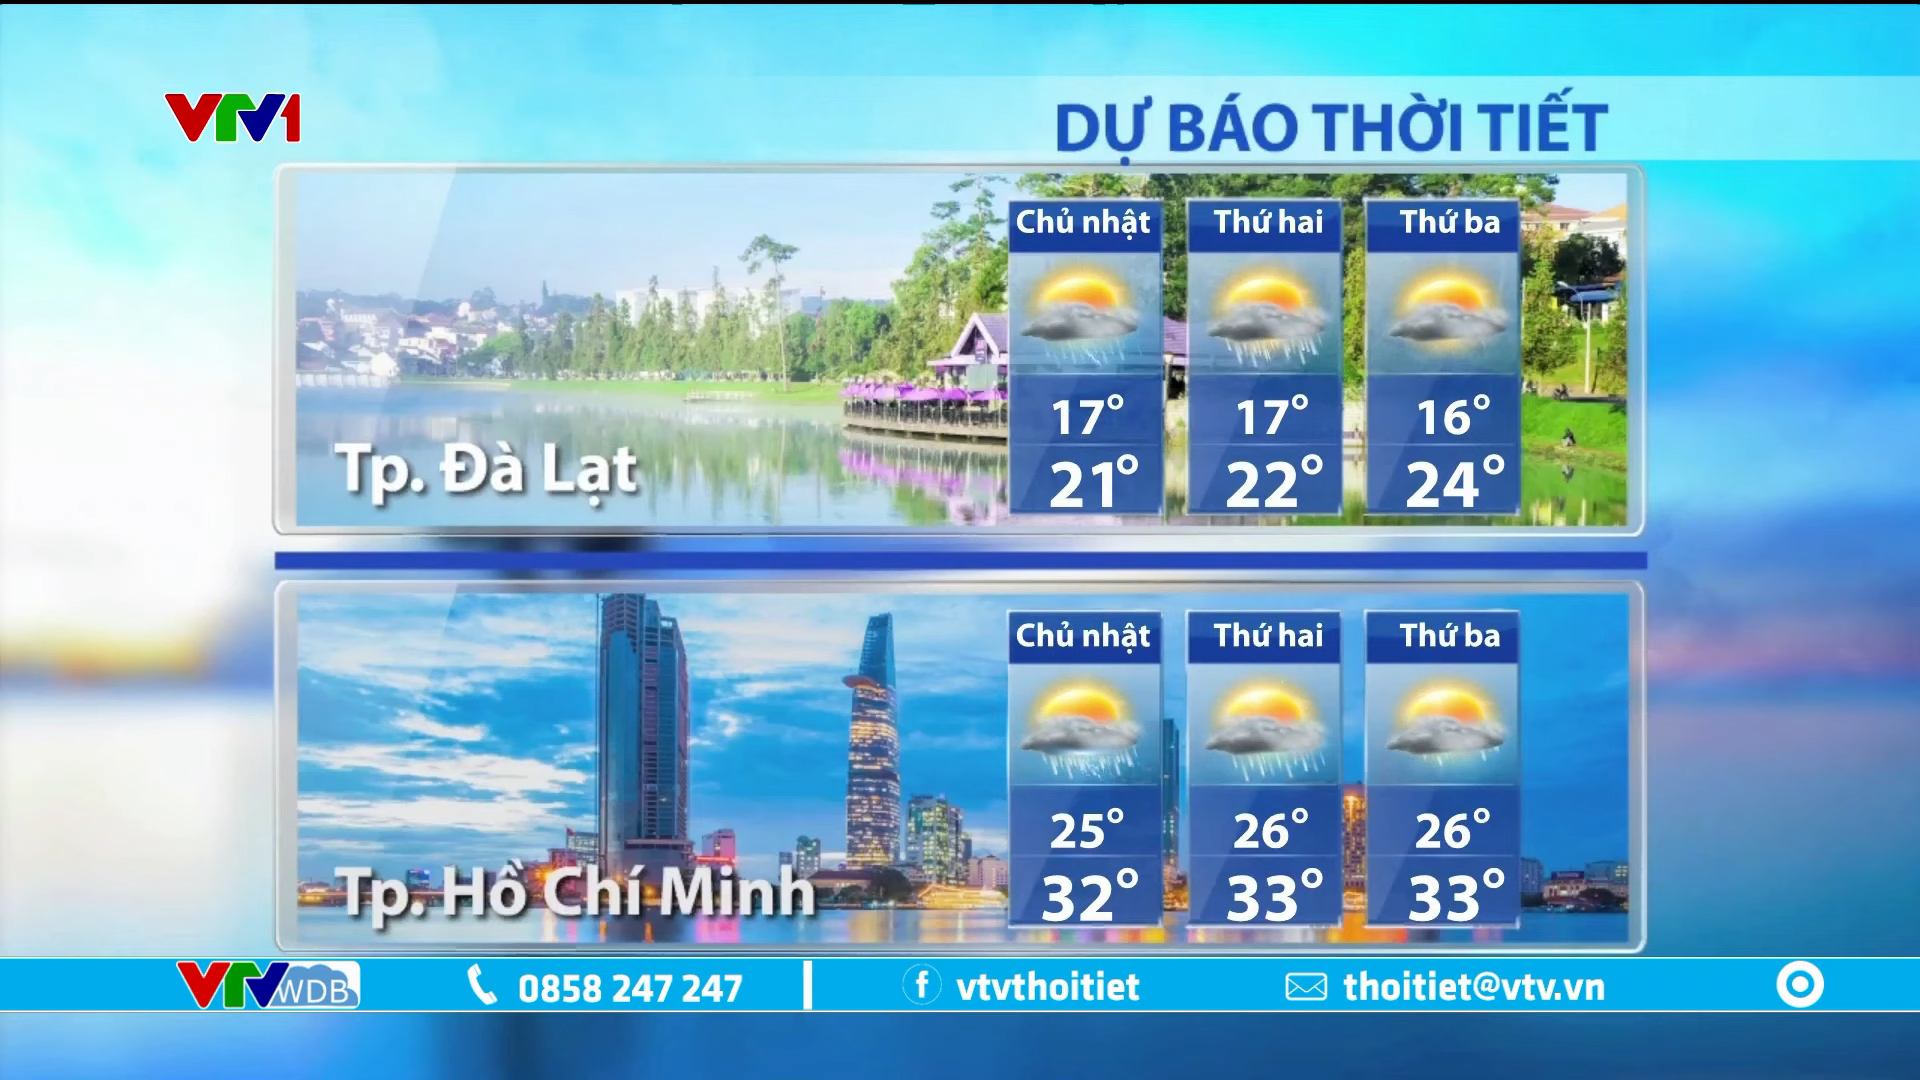 VTV1
DỰ BÁO THỜI TIẾT
Chủ nhật Thứ hai Thứ ba
17° 17° 16°
21° 22° 24°
Tp. Đà Lạt
Chủ nhật Thứ hai Thứ ba
25° 26° 26°
32° 33° 33°
Tp. Hồ Chí Minh
VTV WDB 0858 247 247 vtvthoitiet thoitiet@vtv.vn